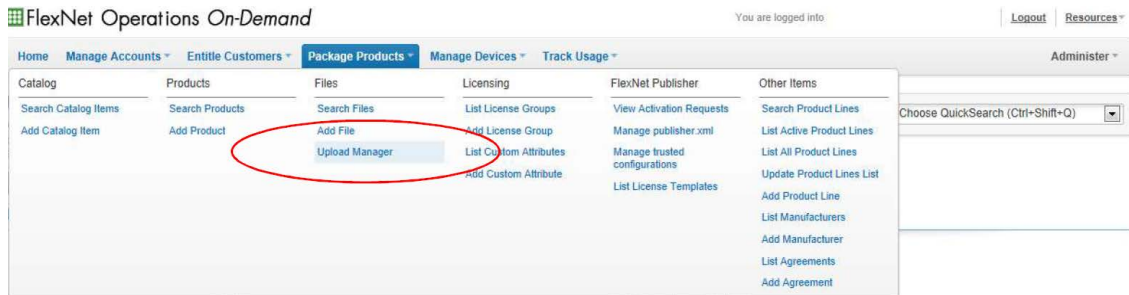 FlexNet Operations On-Demand
You are logged into
Logout Resources
Home Manage Accounts Entitle Customers Package Products Manage Devices Track Usage Administer
Catalog Products Files Licensing FlexNet Publisher Other Items
Search Catalog Items Search Products Search Files List License Groups View Activation Requests Search Product Lines
Choose QuickSearch (Ctrl+Shift+Q)
Add Catalog Item Add Product Add File Add License Group Manage publisher.xml List Active Product Lines
Upload Manager List Custom Attributes Manage trusted configurations List All Product Lines
Add Custom Attribute Update Product Lines List
List License Templates
Add Product Line
List Manufacturers
Add Manufacturer
List Agreements
Add Agreement